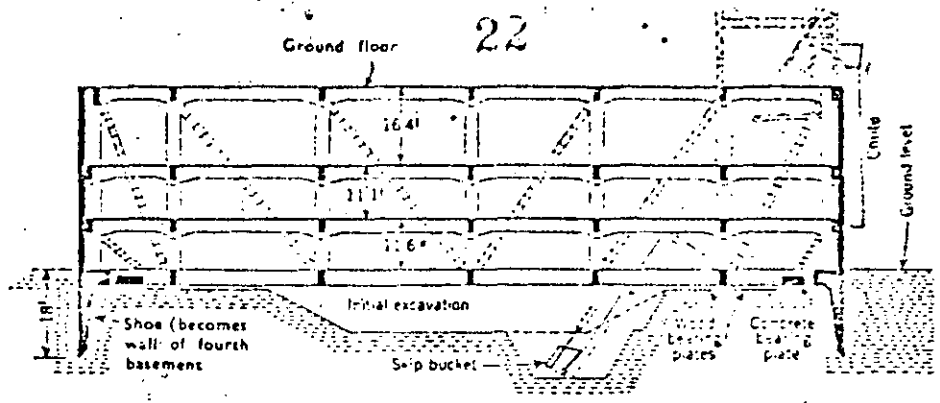 22
Ground floor
16.4'
11.1'
11.6"
18'
Initial excavation
Shoe (becomes
wall of fourth
basement
Skip bucket
Wood
bearing
plates
Concrete
bearing
plate
Ground level